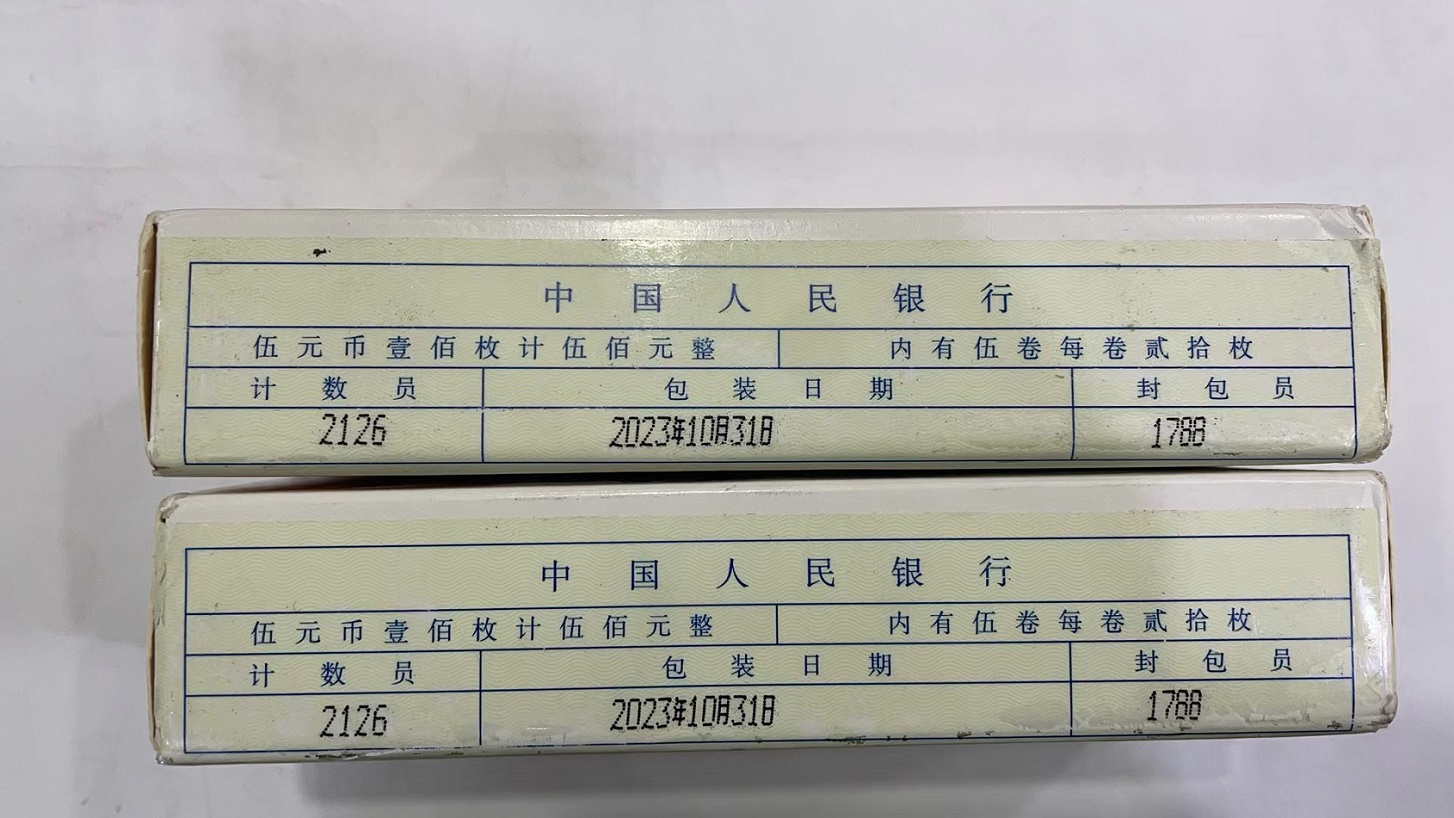 中国人民银行
伍元币壹佰枚计伍佰元整 内有伍卷每卷贰拾枚
计数员 包装日期 封包员
2126 2023年10月31日 1788
中国人民银行
伍元币壹佰枚计伍佰元整 内有伍卷每卷贰拾枚
计数员 包装日期 封包员
2126 2023年10月31日 1788